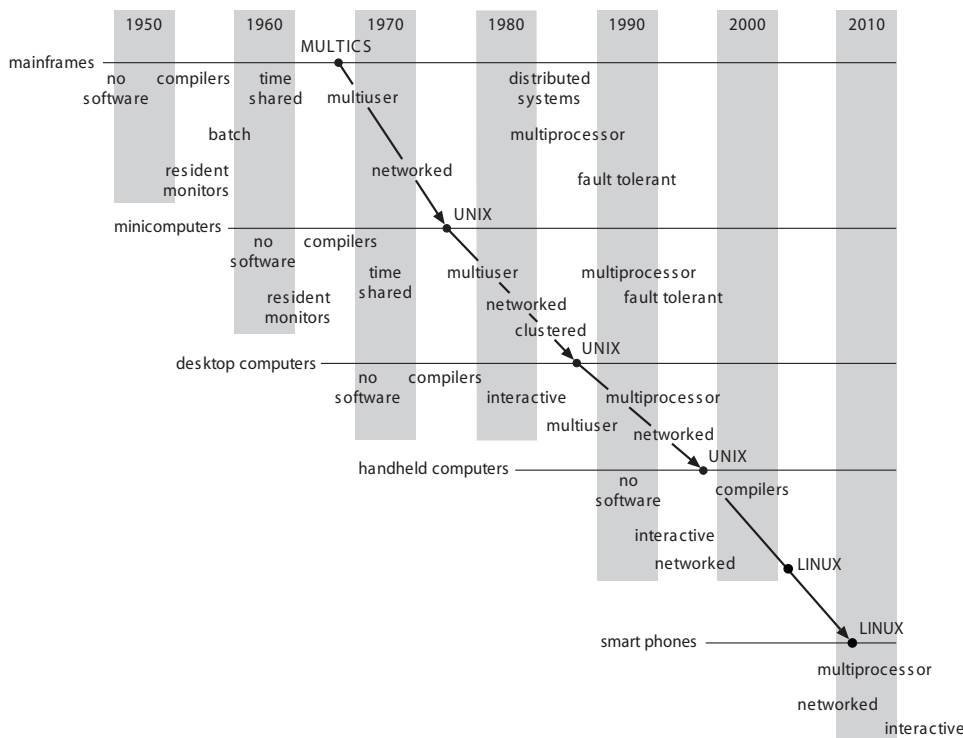 1950 1960 1970 1980 1990 2000 2010
MULTICS
mainframes
no compilers time distributed
software shared multiuser systems
batch multiprocessor
resident networked
monitors fault tolerant
UNIX
minicomputers
no compilers
software time multiuser multiprocessor
shared
resident networked fault tolerant
monitors
clustered
UNIX
desktop computers
no compilers
software interactive multiprocessor
multiuser networked
UNIX
handheld computers
no compilers
software
interactive
networked LINUX
LINUX
smart phones
multiprocessor
networked
interactive